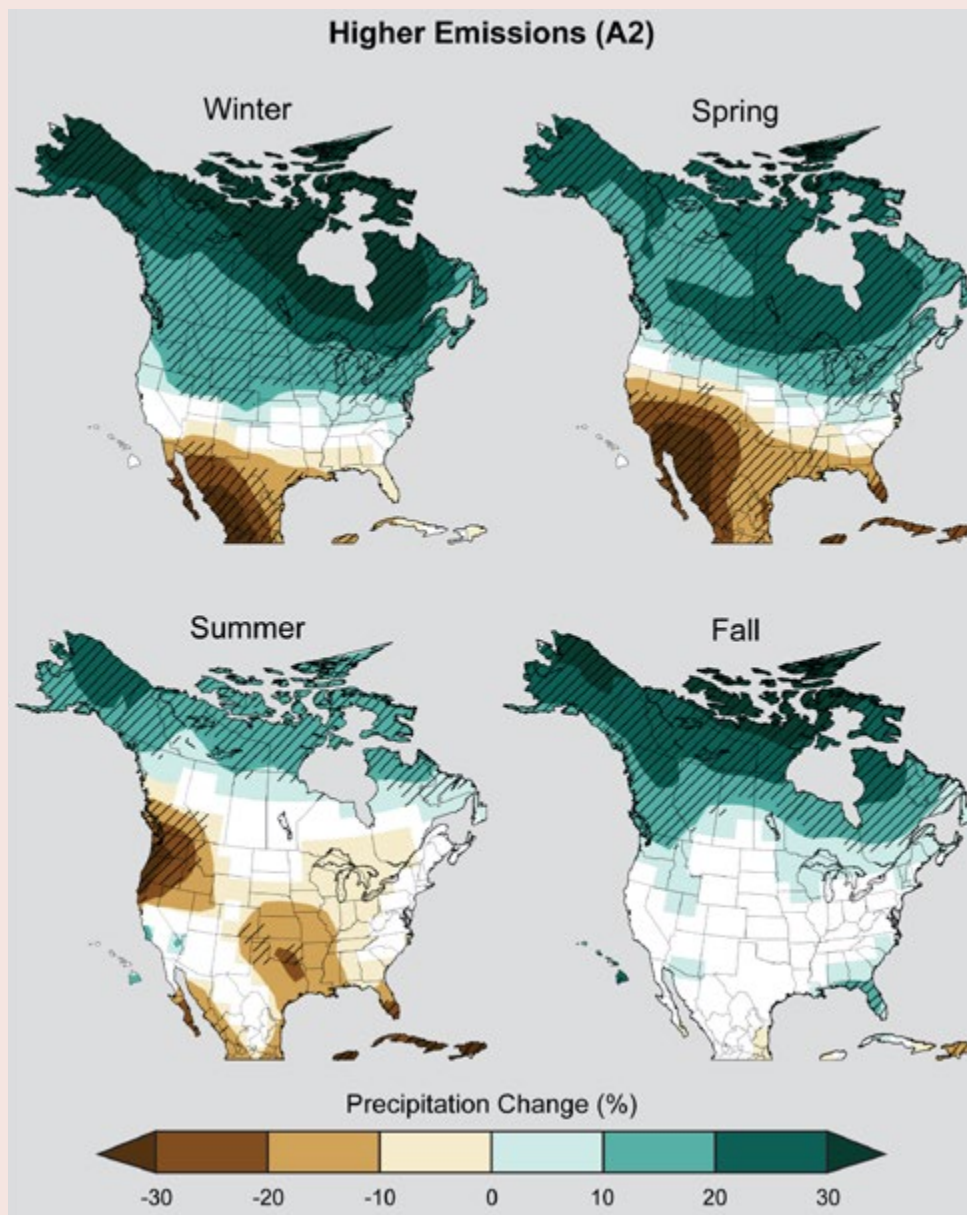 Higher Emissions (A2)
Winter
Spring
Summer
Fall
Precipitation Change (%)
-30 -20 -10 0 10 20 30